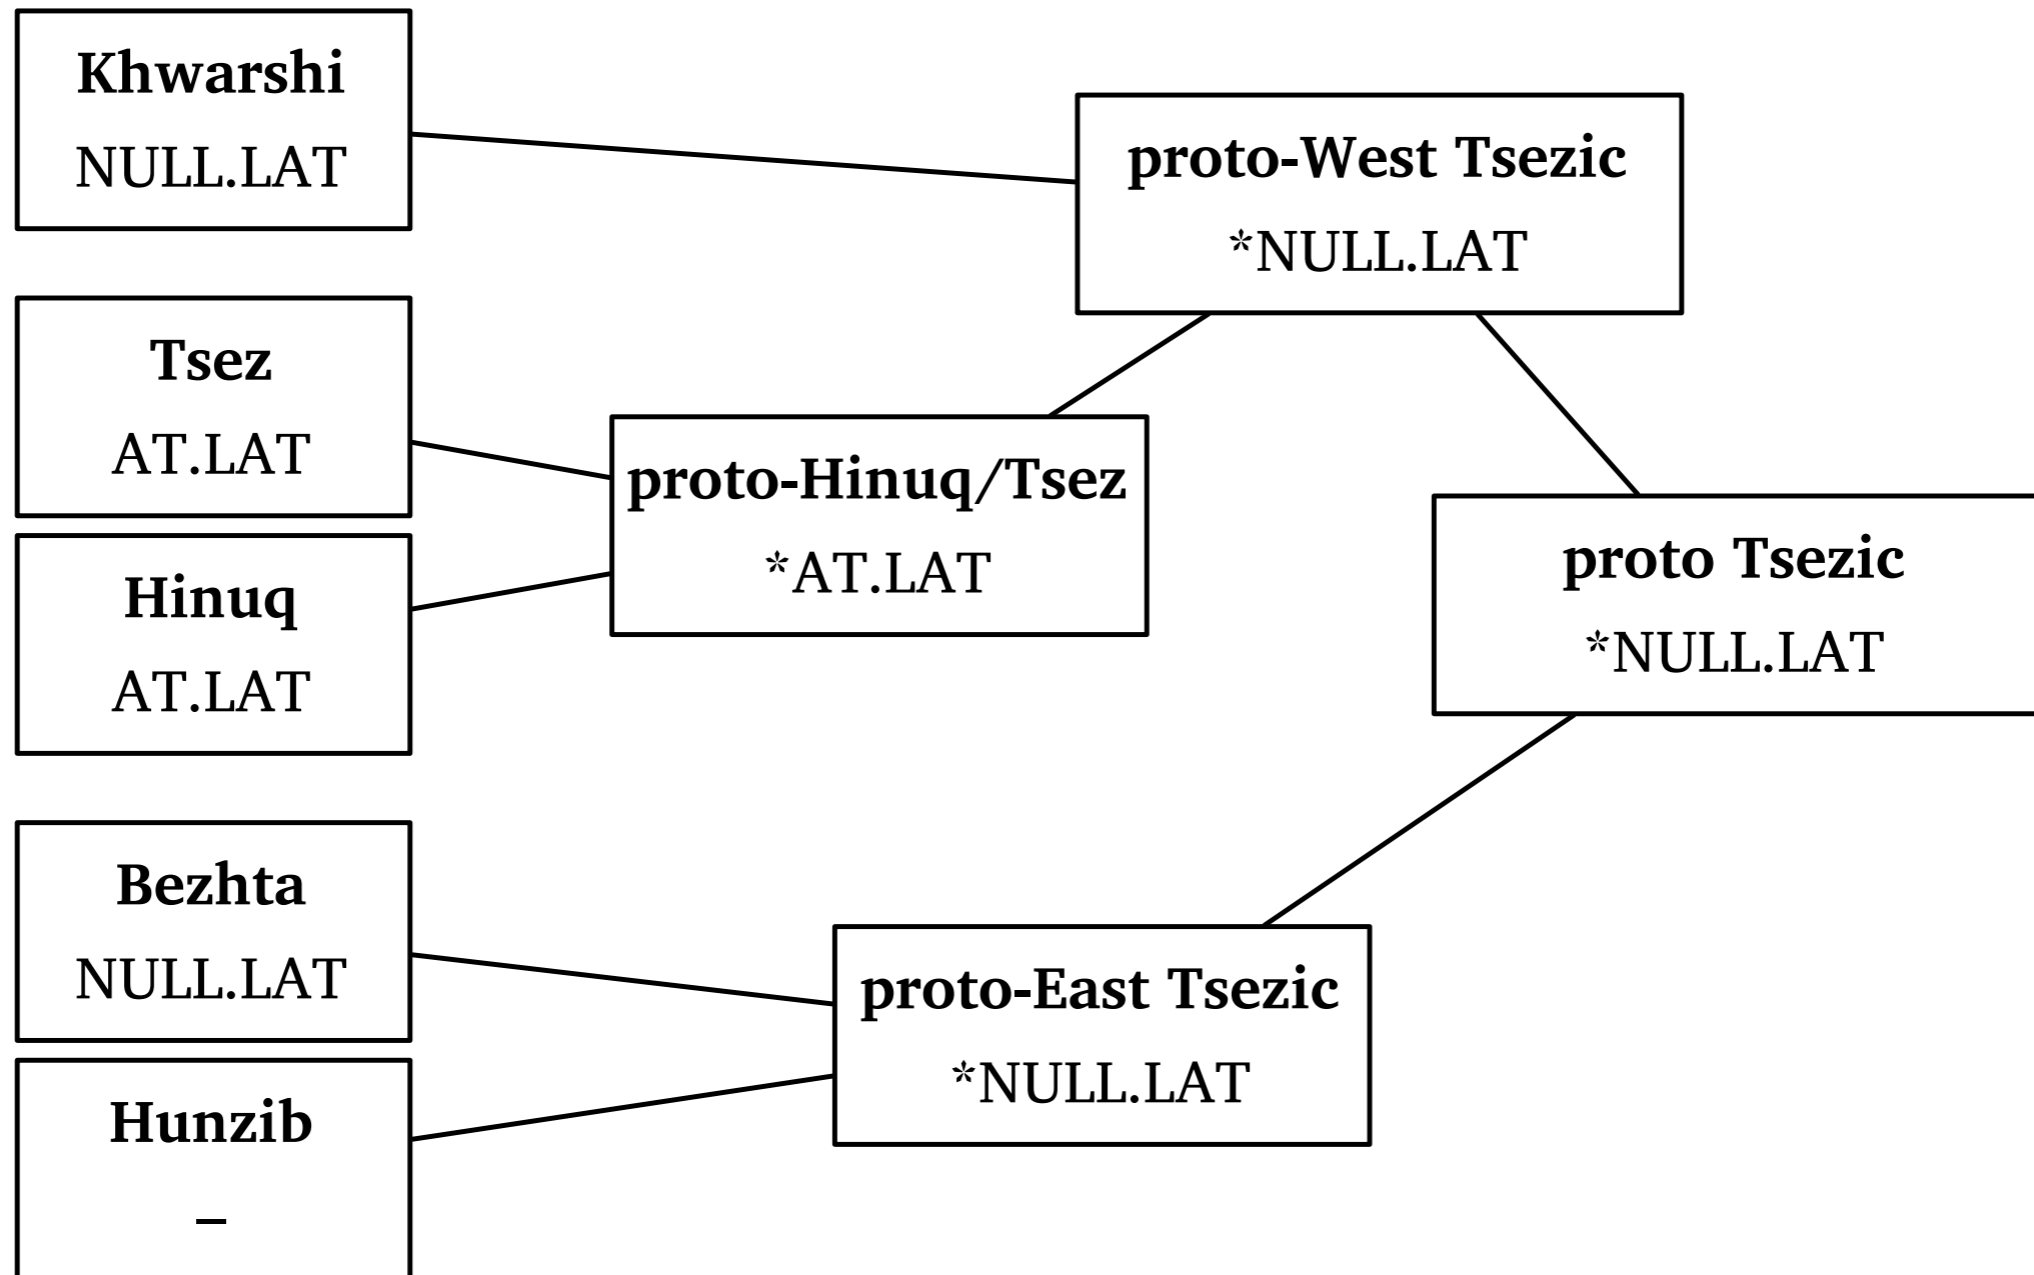 Khwarshi
NULL.LAT
proto-West Tsezic
*NULL.LAT
Tsez
AT.LAT
proto-Hinuq/Tsez
*AT.LAT
Hinuq
AT.LAT
proto Tsezic
*NULL.LAT
Bezhta
NULL.LAT
proto-East Tsezic
*NULL.LAT
Hunzib
–